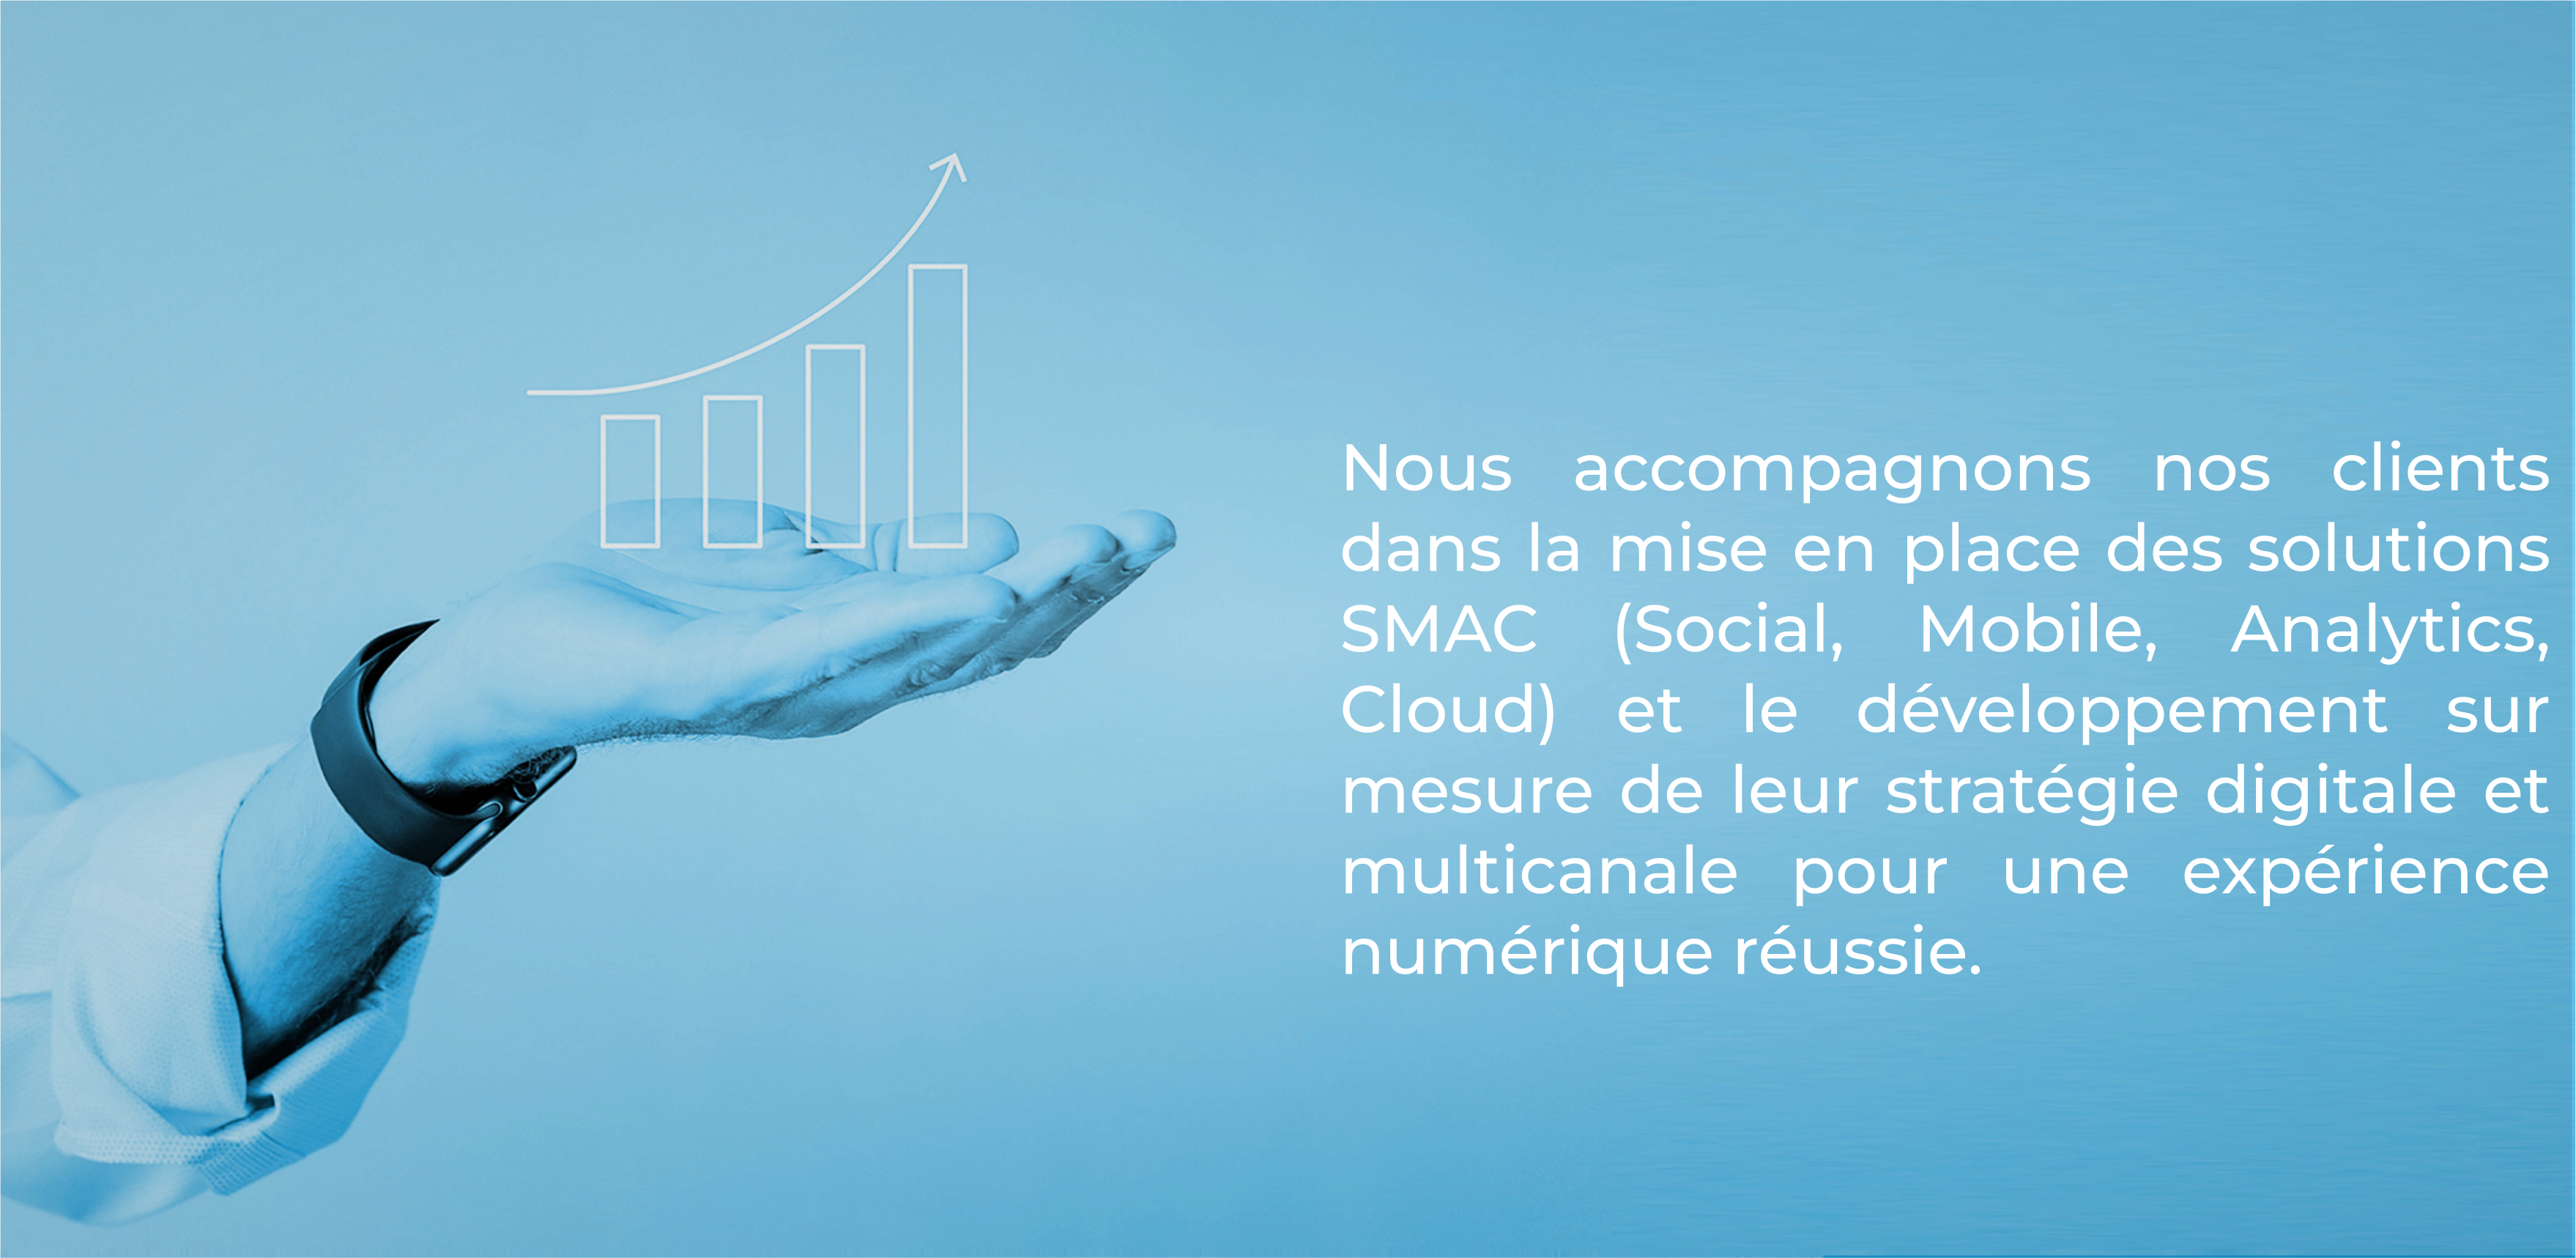 Nous accompagnons nos clients
dans la mise en place des solutions
SMAC (Social, Mobile, Analytics,
Cloud) et le développement sur
mesure de leur stratégie digitale et
multicanale pour une expérience
numérique réussie.